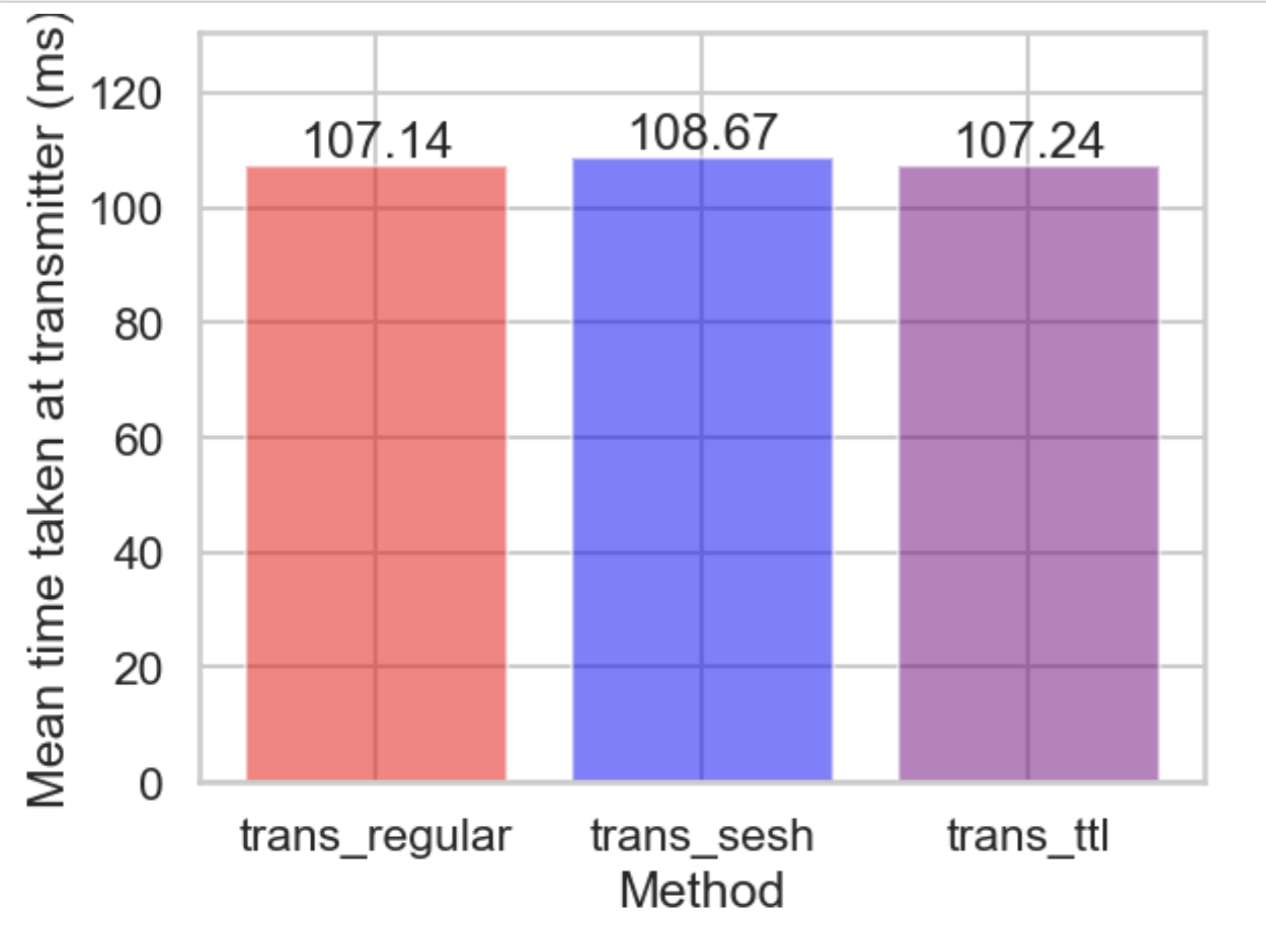 Mean time taken at transmitter (ms)
120
100
80
60
40
20
0
107.14
108.67
107.24
trans_regular
trans_sesh
trans_ttl
Method